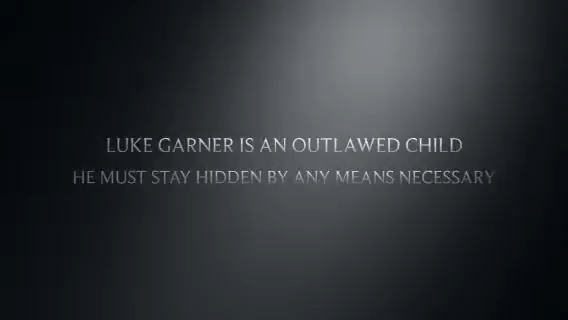 LUKE GARNER IS AN OUTLAWED CHILD
HE MUST STAY HIDDEN BY ANY MEANS NECESSARY